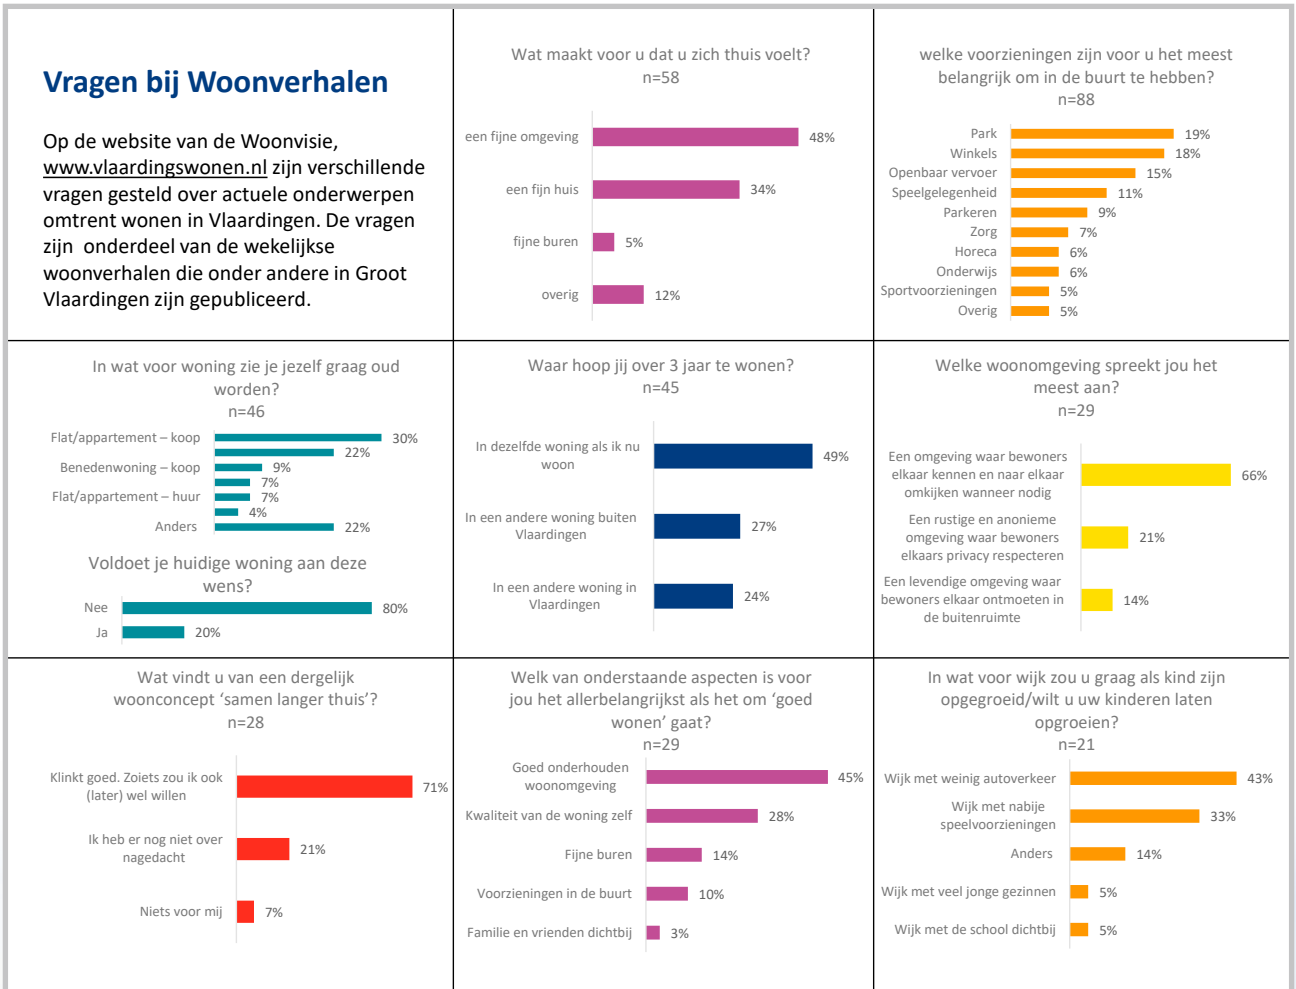 Vragen bij Woonverhalen
Op de website van de Woonvisie,
www.vlaardingswonen.nl zijn verschillende
vragen gesteld over actuele onderwerpen
omtrent wonen in Vlaardingen. De vragen
zijn onderdeel van de wekelijkse
woonverhalen die onder andere in Groot
Vlaardingen zijn gepubliceerd.
Wat maakt voor u dat u zich thuis voelt?
n=58
een fijne omgeving 48%
een fijn huis 34%
fijne buren 5%
overig 12%
welke voorzieningen zijn voor u het meest
belangrijk om in de buurt te hebben?
n=88
Park 19%
Winkels 18%
Openbaar vervoer 15%
Speelgelegenheid 11%
Parkeren 9%
Zorg 7%
Horeca 6%
Onderwijs 6%
Sportvoorzieningen 5%
Overig 5%
In wat voor woning zie je jezelf graag oud
worden?
n=46
Flat/appartement – koop 30%
22%
Benedenwoning – koop 9%
7%
Flat/appartement – huur 7%
4%
Anders 22%
Voldoet je huidige woning aan deze
wens?
Nee 80%
Ja 20%
Waar hoop jij over 3 jaar te wonen?
n=45
In dezelfde woning als ik nu
woon
49%
In een andere woning buiten
Vlaardingen
27%
In een andere woning in
Vlaardingen
24%
Welke woonomgeving spreekt jou het
meest aan?
n=29
Een omgeving waar bewoners
elkaar kennen en naar elkaar
omkijken wanneer nodig
66%
Een rustige en anonieme
omgeving waar bewoners
elkaars privacy respecteren
21%
Een levendige omgeving waar
bewoners elkaar ontmoeten in
de buitenruimte
14%
Wat vindt u van een dergelijk
woonconcept ‘samen langer thuis’?
n=28
Klinkt goed. Zoiets zou ik ook
(later) wel willen
71%
Ik heb er nog niet over
nagedacht
21%
Niets voor mij 7%
Welk van onderstaande aspecten is voor
jou het allerbelangrijkst als het om ‘goed
wonen’ gaat?
n=29
Goed onderhouden
woonomgeving
45%
Kwaliteit van de woning zelf 28%
Fijne buren 14%
Voorzieningen in de buurt 10%
Familie en vrienden dichtbij 3%
In wat voor wijk zou u graag als kind zijn
opgegroeid/wilt u uw kinderen laten
opgroeien?
n=21
Wijk met weinig autoverkeer 43%
Wijk met nabije
speelvoorzieningen
33%
Anders 14%
Wijk met veel jonge gezinnen 5%
Wijk met de school dichtbij 5%